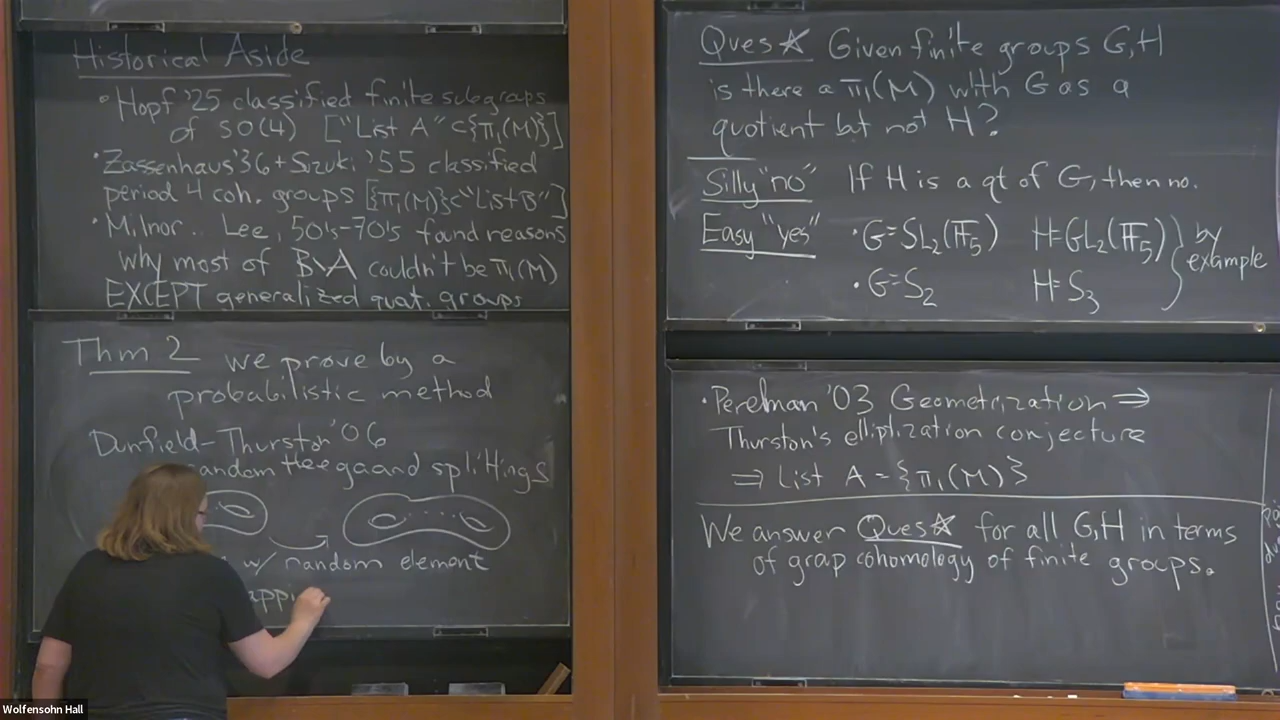 Historical Aside
• Hopf '25 classified finite subgraps
of SO(4) ["List A" ⊂ {π₁(M)}]
• Zassenhaus '36 + Suzuki '55 classified
period 4 coh. groups [{π₁(M)} ⊂ "List B"]
• Milnor.. Lee, 50's-70's found reasons
why most of B\A couldn't be π₁(M)
EXCEPT generalized quat. groups
Thm 2 we prove by a
probabilistic method
Dunfield-Thurston '06
andom Heegaard splittings
w/ random element
appi
Ques ☆ Given finite groups G, H
is there a π₁(M) with G as a
quotient but not H?
Silly "no" If H is a qt of G, then no.
Easy "yes" • G=SL₂(𝔽₅) H=GL₂(𝔽₅) } by
example
• G=S₂ H=S₃
• Perelman '03 Geometrization ⇒
Thurston's elliptization conjecture
⇒ List A = {π₁(M)}
We answer Ques ☆ for all G, H in terms
of grap cohomology of finite groups.
Wolfensohn Hall